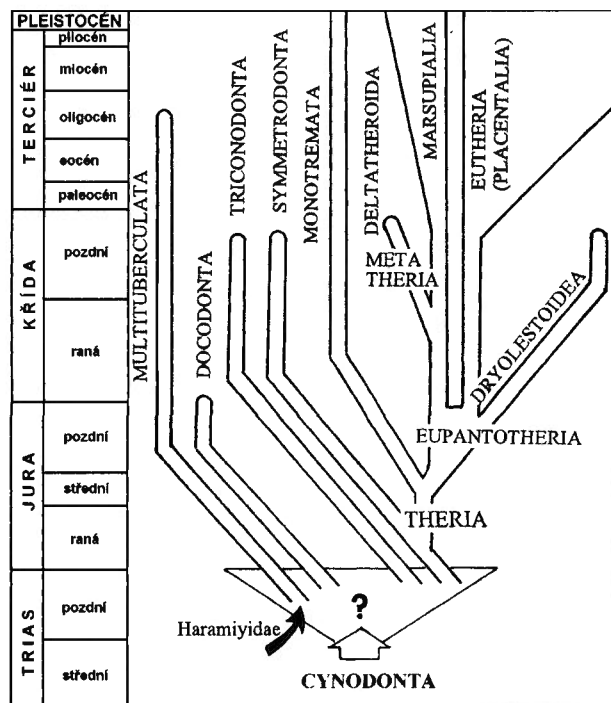 PLEISTOCÉN
TERCIÉR
pliocén
miocén
oligocén
eocén
paleocén
KŘÍDA
pozdní
raná
JURA
pozdní
střední
raná
TRIAS
pozdní
střední
MULTITUBERCULATA
DOCODONTA
TRICONODONTA
SYMMETRODONTA
MONOTREMATA
DELTATHEROIDA
MARSUPIALIA
EUTHERIA
(PLACENTALIA)
META
THERIA
DRYOLESTOIDEA
EUPANTOTHERIA
THERIA
?
Haramiyidae
CYNODONTA